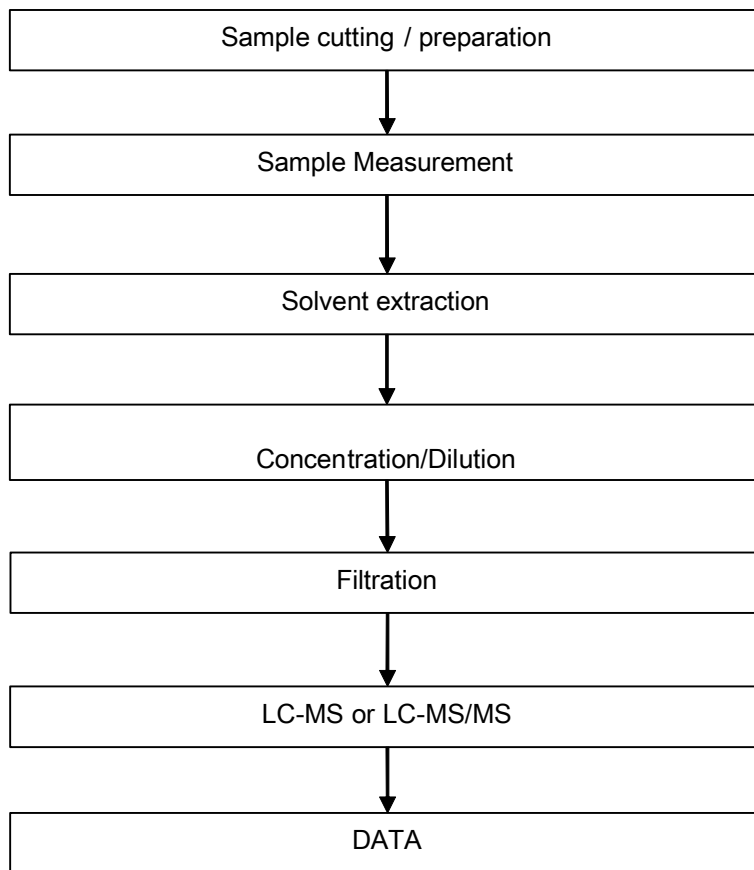 Sample cutting / preparation
Sample Measurement
Solvent extraction
Concentration/Dilution
Filtration
LC-MS or LC-MS/MS
DATA